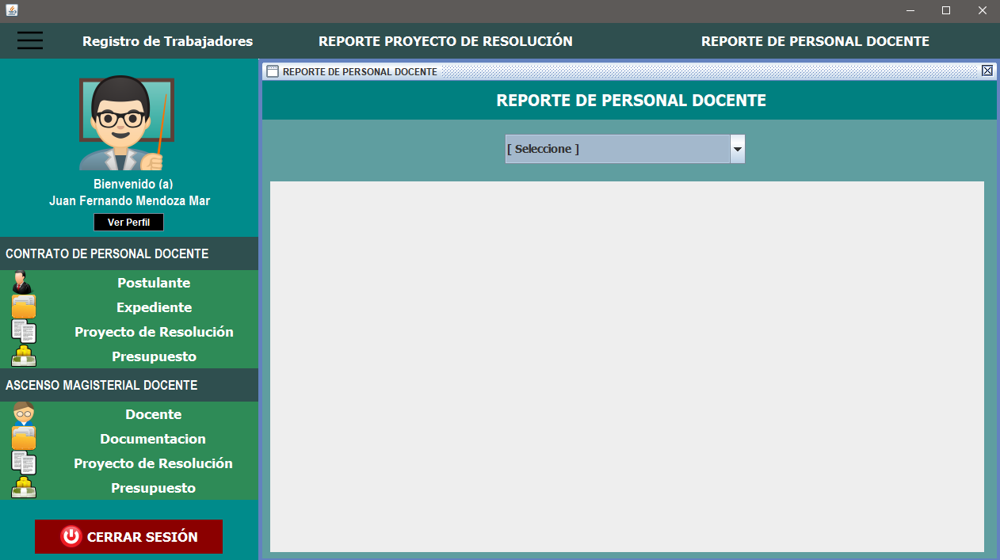 Registro de Trabajadores
REPORTE PROYECTO DE RESOLUCIÓN
REPORTE DE PERSONAL DOCENTE
Bienvenido (a)
Juan Fernando Mendoza Mar
Ver Perfil
CONTRATO DE PERSONAL DOCENTE
Postulante
Expediente
Proyecto de Resolución
Presupuesto
ASCENSO MAGISTERIAL DOCENTE
Docente
Documentacion
Proyecto de Resolución
Presupuesto
CERRAR SESIÓN
REPORTE DE PERSONAL DOCENTE
REPORTE DE PERSONAL DOCENTE
[ Seleccione ]